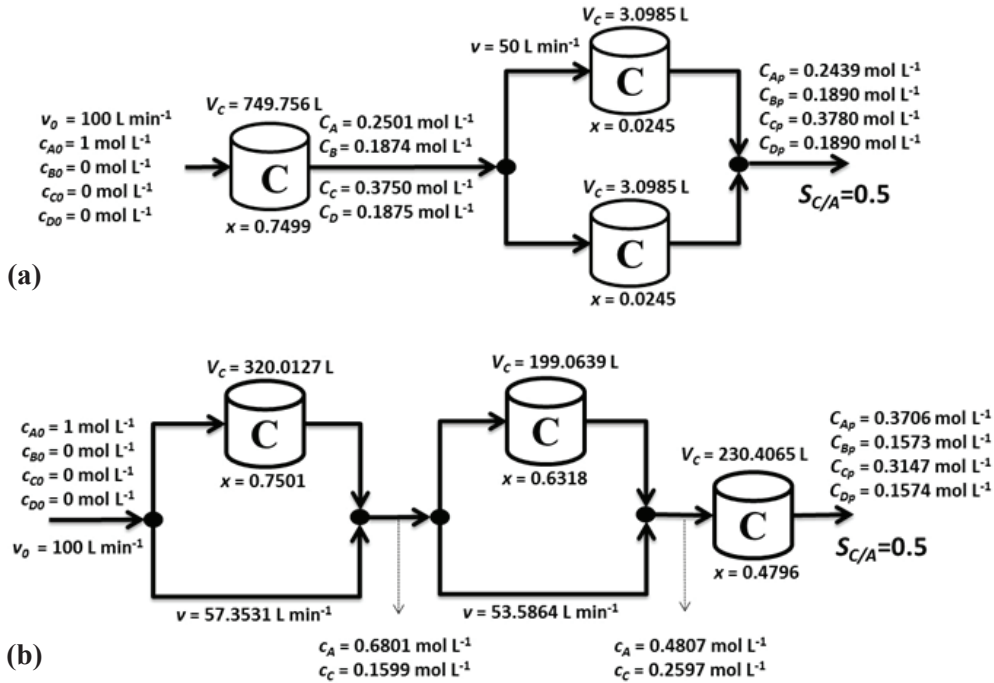 V_C = 3.0985 L
v = 50 L min⁻¹
C
x = 0.0245
V_C = 749.756 L
v₀ = 100 L min⁻¹
c_A0 = 1 mol L⁻¹
c_B0 = 0 mol L⁻¹
c_C0 = 0 mol L⁻¹
c_D0 = 0 mol L⁻¹
C
x = 0.7499
C_A = 0.2501 mol L⁻¹
C_B = 0.1874 mol L⁻¹
C_C = 0.3750 mol L⁻¹
C_D = 0.1875 mol L⁻¹
V_C = 3.0985 L
C
x = 0.0245
C_Ap = 0.2439 mol L⁻¹
C_Bp = 0.1890 mol L⁻¹
C_Cp = 0.3780 mol L⁻¹
C_Dp = 0.1890 mol L⁻¹
S_C/A=0.5
(a)
V_C = 320.0127 L
C
x = 0.7501
c_A0 = 1 mol L⁻¹
c_B0 = 0 mol L⁻¹
c_C0 = 0 mol L⁻¹
c_D0 = 0 mol L⁻¹
v₀ = 100 L min⁻¹
v = 57.3531 L min⁻¹
c_A = 0.6801 mol L⁻¹
c_C = 0.1599 mol L⁻¹
V_C = 199.0639 L
C
x = 0.6318
v = 53.5864 L min⁻¹
c_A = 0.4807 mol L⁻¹
c_C = 0.2597 mol L⁻¹
V_C = 230.4065 L
C
x = 0.4796
C_Ap = 0.3706 mol L⁻¹
C_Bp = 0.1573 mol L⁻¹
C_Cp = 0.3147 mol L⁻¹
C_Dp = 0.1574 mol L⁻¹
S_C/A=0.5
(b)